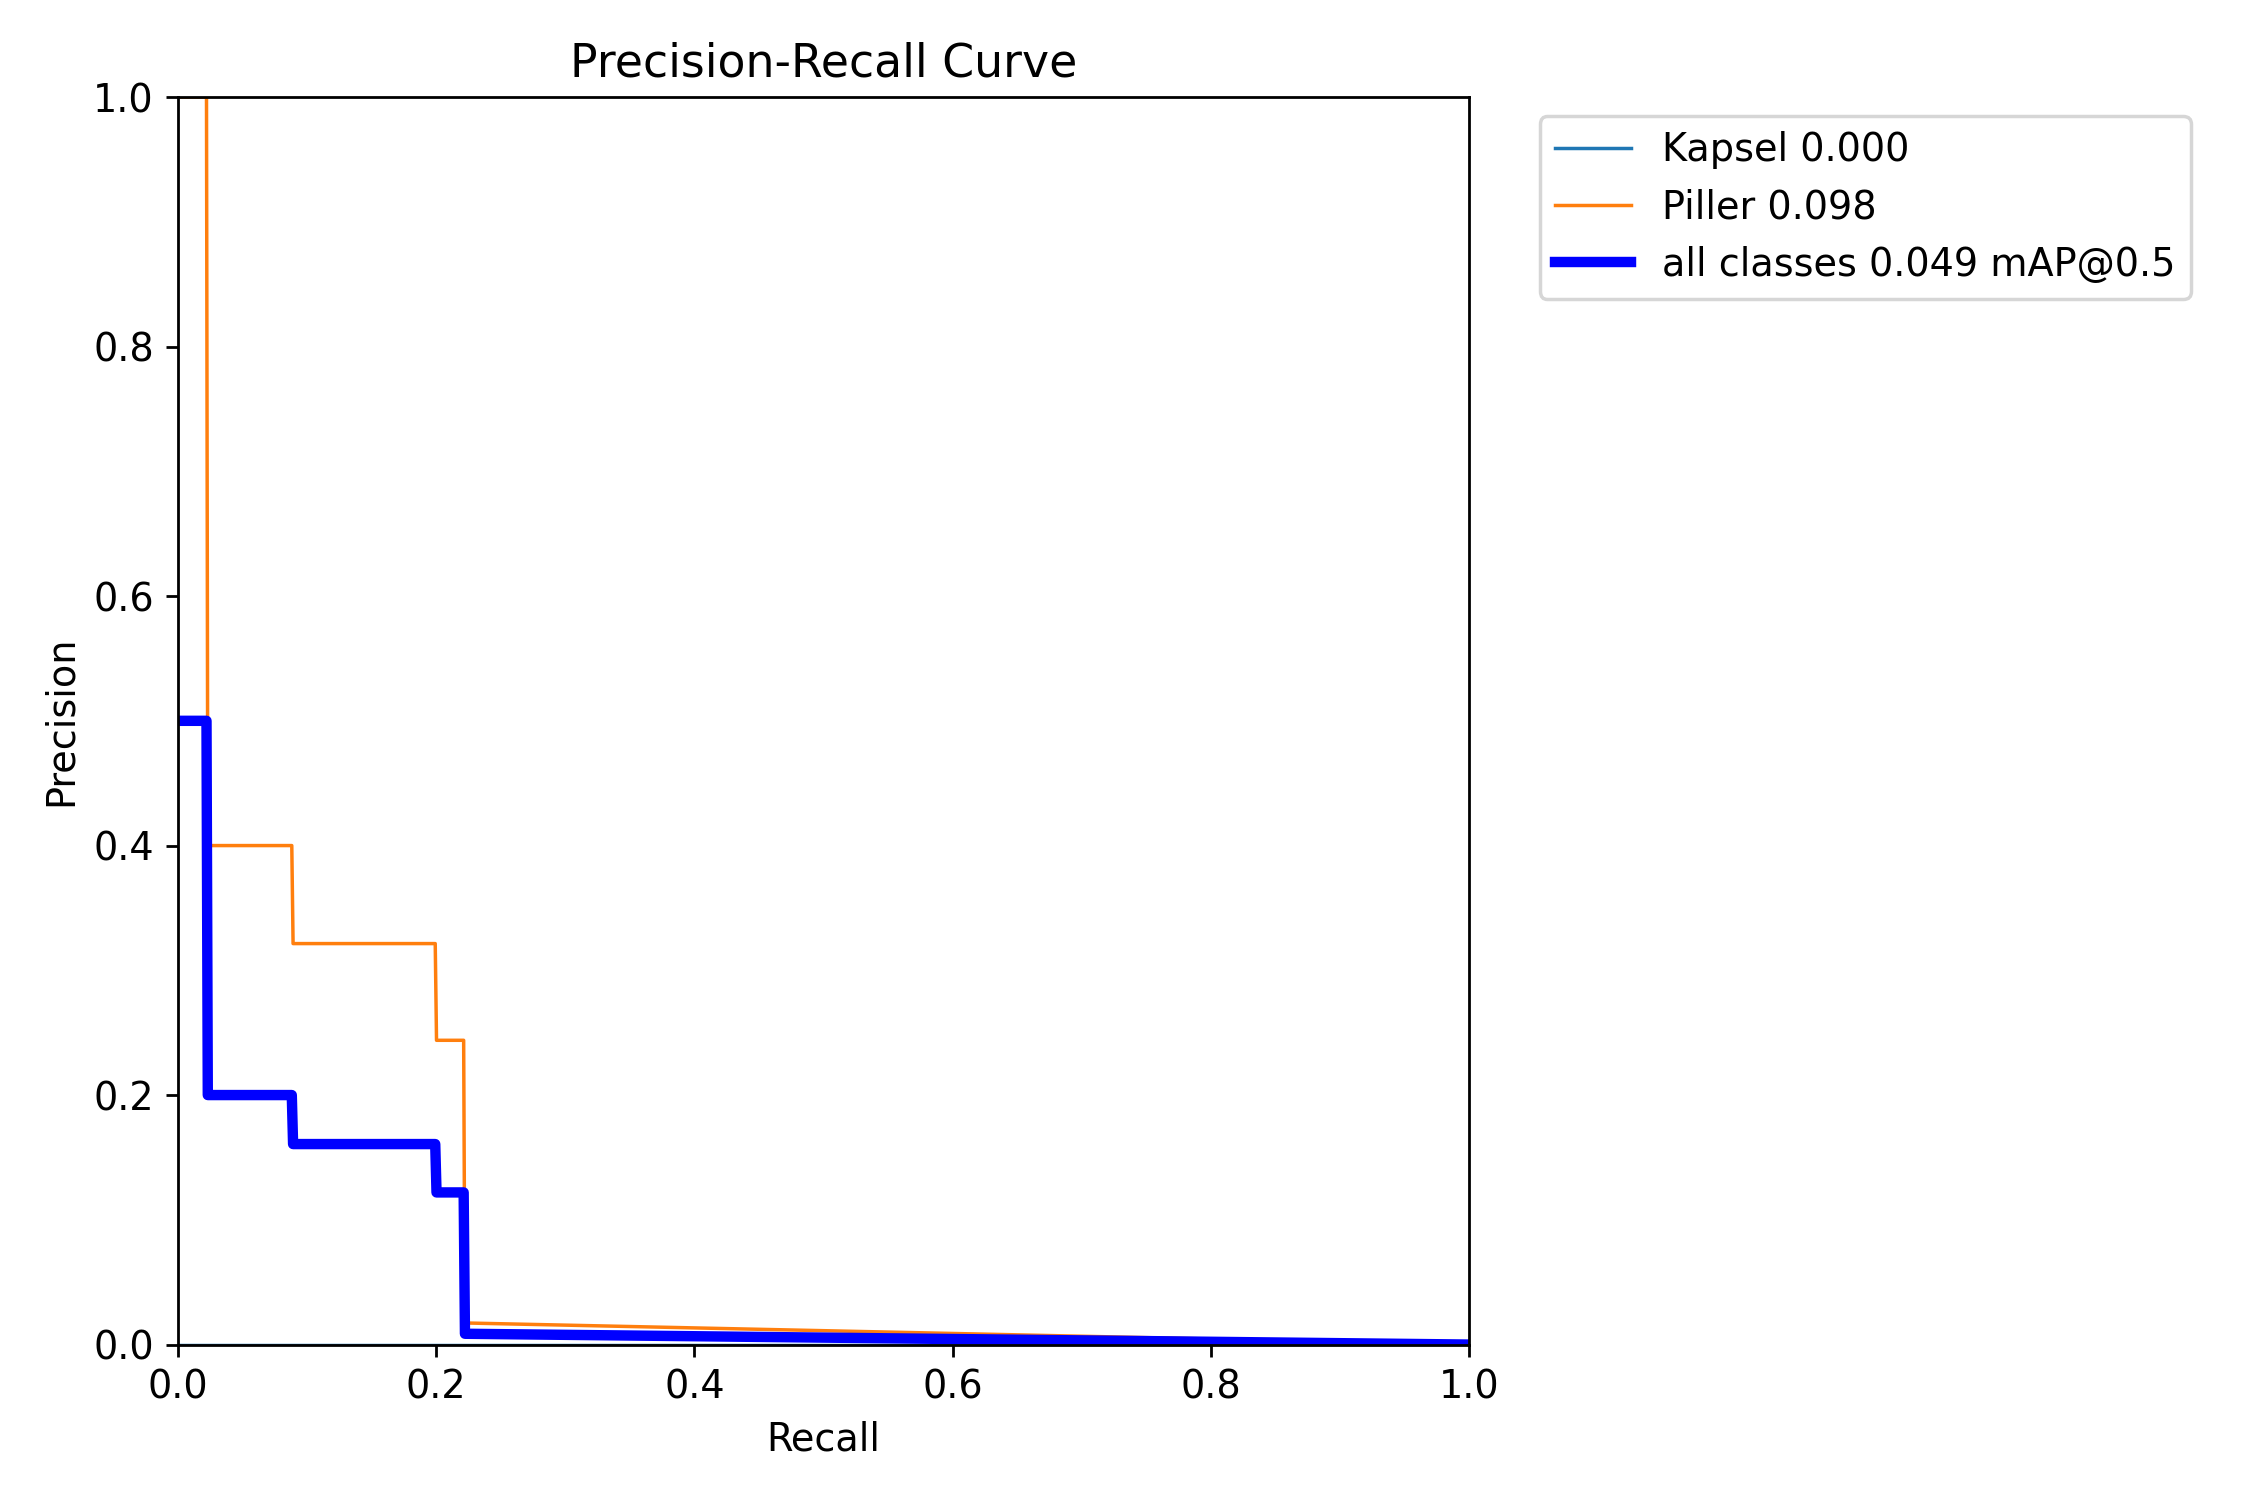 Precision-Recall Curve
1.0
0.8
0.6
0.4
0.2
0.0
Precision
0.0 0.2 0.4 0.6 0.8 1.0
Recall
Kapsel 0.000
Piller 0.098
all classes 0.049 mAP@0.5